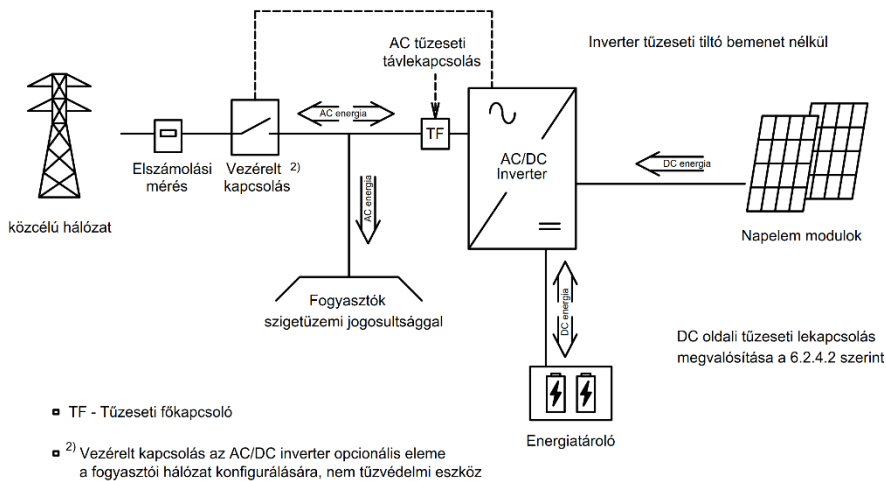 AC tűzeseti
távlekapcsolás
Inverter tűzeseti tiltó bemenet nélkül
AC energia
TF
AC/DC
Inverter
DC energia
Elszámolási
mérés
Vezérelt 2)
kapcsolás
AC energia
közcélú hálózat
Napelem modulok
Fogyasztók
szigetüzemi jogosultsággal
DC energia
DC oldali tűzeseti lekapcsolás
megvalósítása a 6.2.4.2 szerint
Energiatároló
TF - Tűzeseti főkapcsoló
2) Vezérelt kapcsolás az AC/DC inverter opcionális eleme
a fogyasztói hálózat konfigurálására, nem tűzvédelmi eszköz